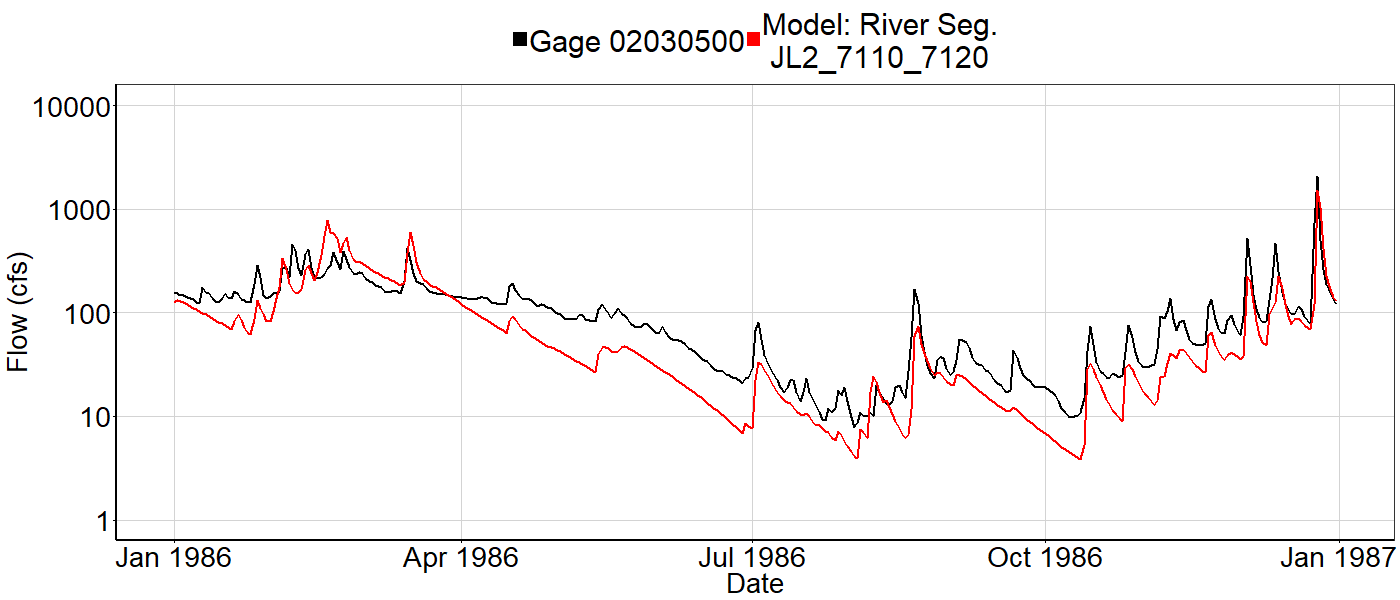 Gage 02030500
Model: River Seg.
JL2_7110_7120
10000
1000
100
10
1
Flow (cfs)
Jan 1986 Apr 1986 Jul 1986 Oct 1986 Jan 1987
Date